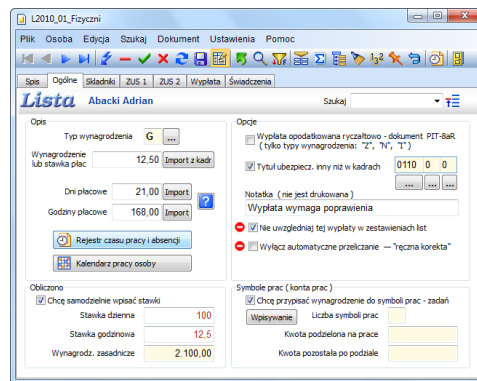 L2010_01_Fizyczni
Plik Osoba Edycja Szukaj Dokument Ustawienia Pomoc
Spis Ogólne Składniki ZUS 1 ZUS 2 Wypłata Świadczenia
Lista Abacki Adrian Szukaj
Opis
Typ wynagrodzenia G ...
Wynagrodzenie
lub stawka płac 12,50 Import z kadr
Dni płacowe 21,00 Import
Godziny płacowe 168,00 Import
?
Rejestr czasu pracy i absencji
Kalendarz pracy osoby
Opcje
Wypłata opodatkowana ryczałtowo - dokument PIT-8aR
( tylko typy wynagrodzenia: "Z", "N", "I" )
Tytuł ubezpiecz. inny niż w kadrach 0110 0 0
... ... ...
Notatka ( nie jest drukowana )
Wypłata wymaga poprawienia
Nie uwzględniaj tej wypłaty w zestawieniach list
Wyłącz automatyczne przeliczanie — "ręczna korekta"
Obliczono
Chcę samodzielnie wpisać stawki
Stawka dzienna 100
Stawka godzinowa 12,5
Wynagrodz. zasadnicze 2.100,00
Symbole prac ( konta prac )
Chcę przypisać wynagrodzenie do symboli prac - zadań
Wpisywanie Liczba symboli prac
Kwota podzielona na prace
Kwota pozostała po podziale